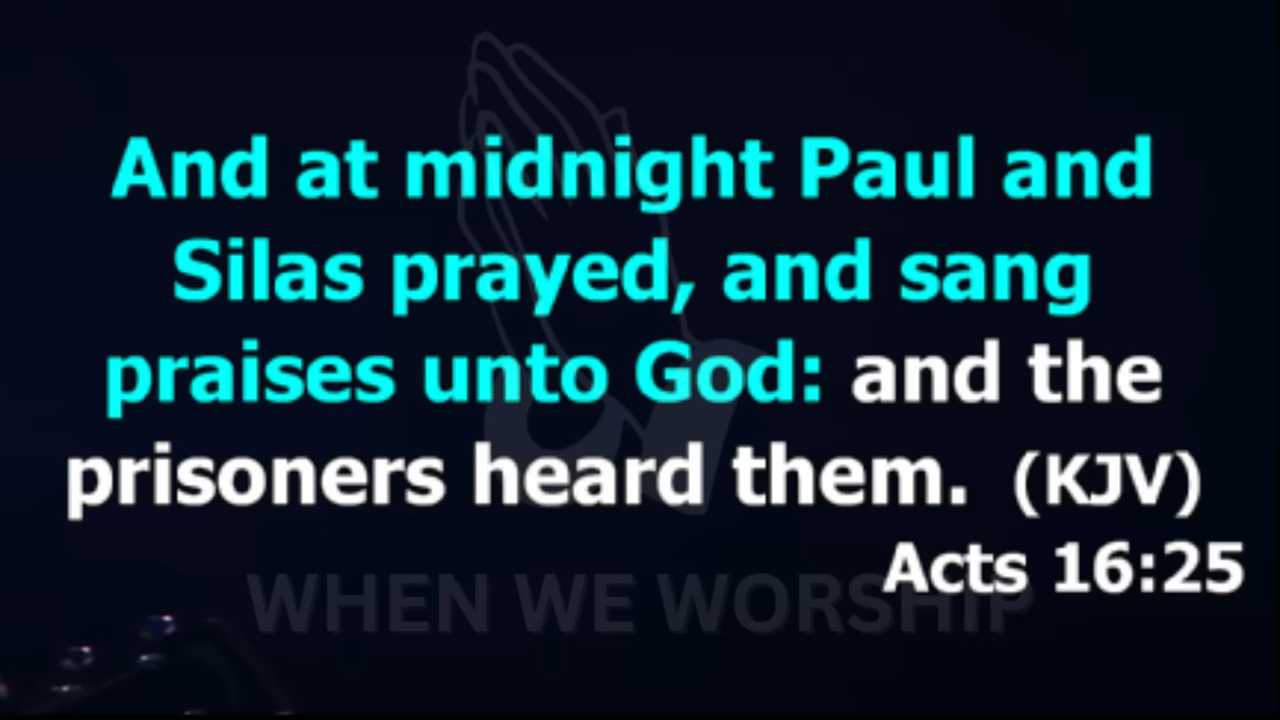 And at midnight Paul and
Silas prayed, and sang
praises unto God: and the
prisoners heard them. (KJV)
Acts 16:25
WHEN WE WORSHIP